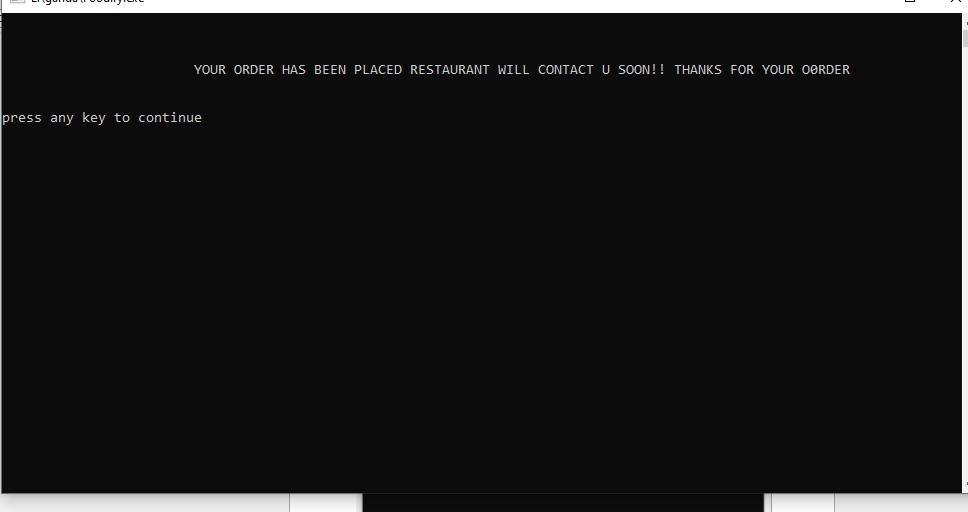 YOUR ORDER HAS BEEN PLACED RESTAURANT WILL CONTACT U SOON!! THANKS FOR YOUR O0RDER
press any key to continue